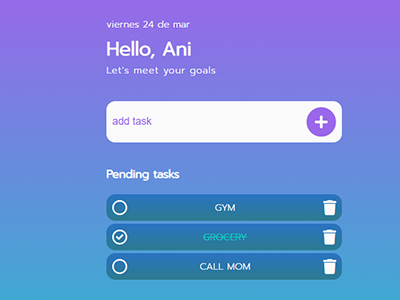 viernes 24 de mar
Hello, Ani
Let's meet your goals
add task
Pending tasks
GYM
GROCERY
CALL MOM